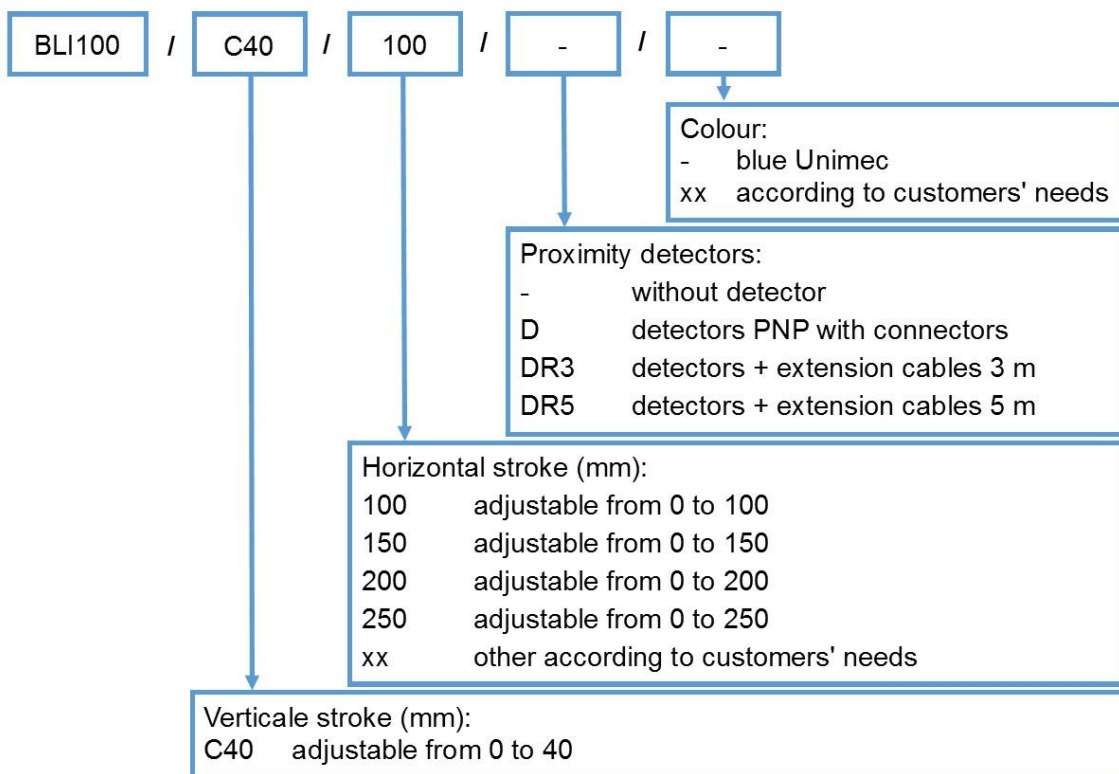 BLI100 / C40 / 100 / - / -
Colour:
- blue Unimec
xx according to customers' needs
Proximity detectors:
- without detector
D detectors PNP with connectors
DR3 detectors + extension cables 3 m
DR5 detectors + extension cables 5 m
Horizontal stroke (mm):
100 adjustable from 0 to 100
150 adjustable from 0 to 150
200 adjustable from 0 to 200
250 adjustable from 0 to 250
xx other according to customers' needs
Verticale stroke (mm):
C40 adjustable from 0 to 40